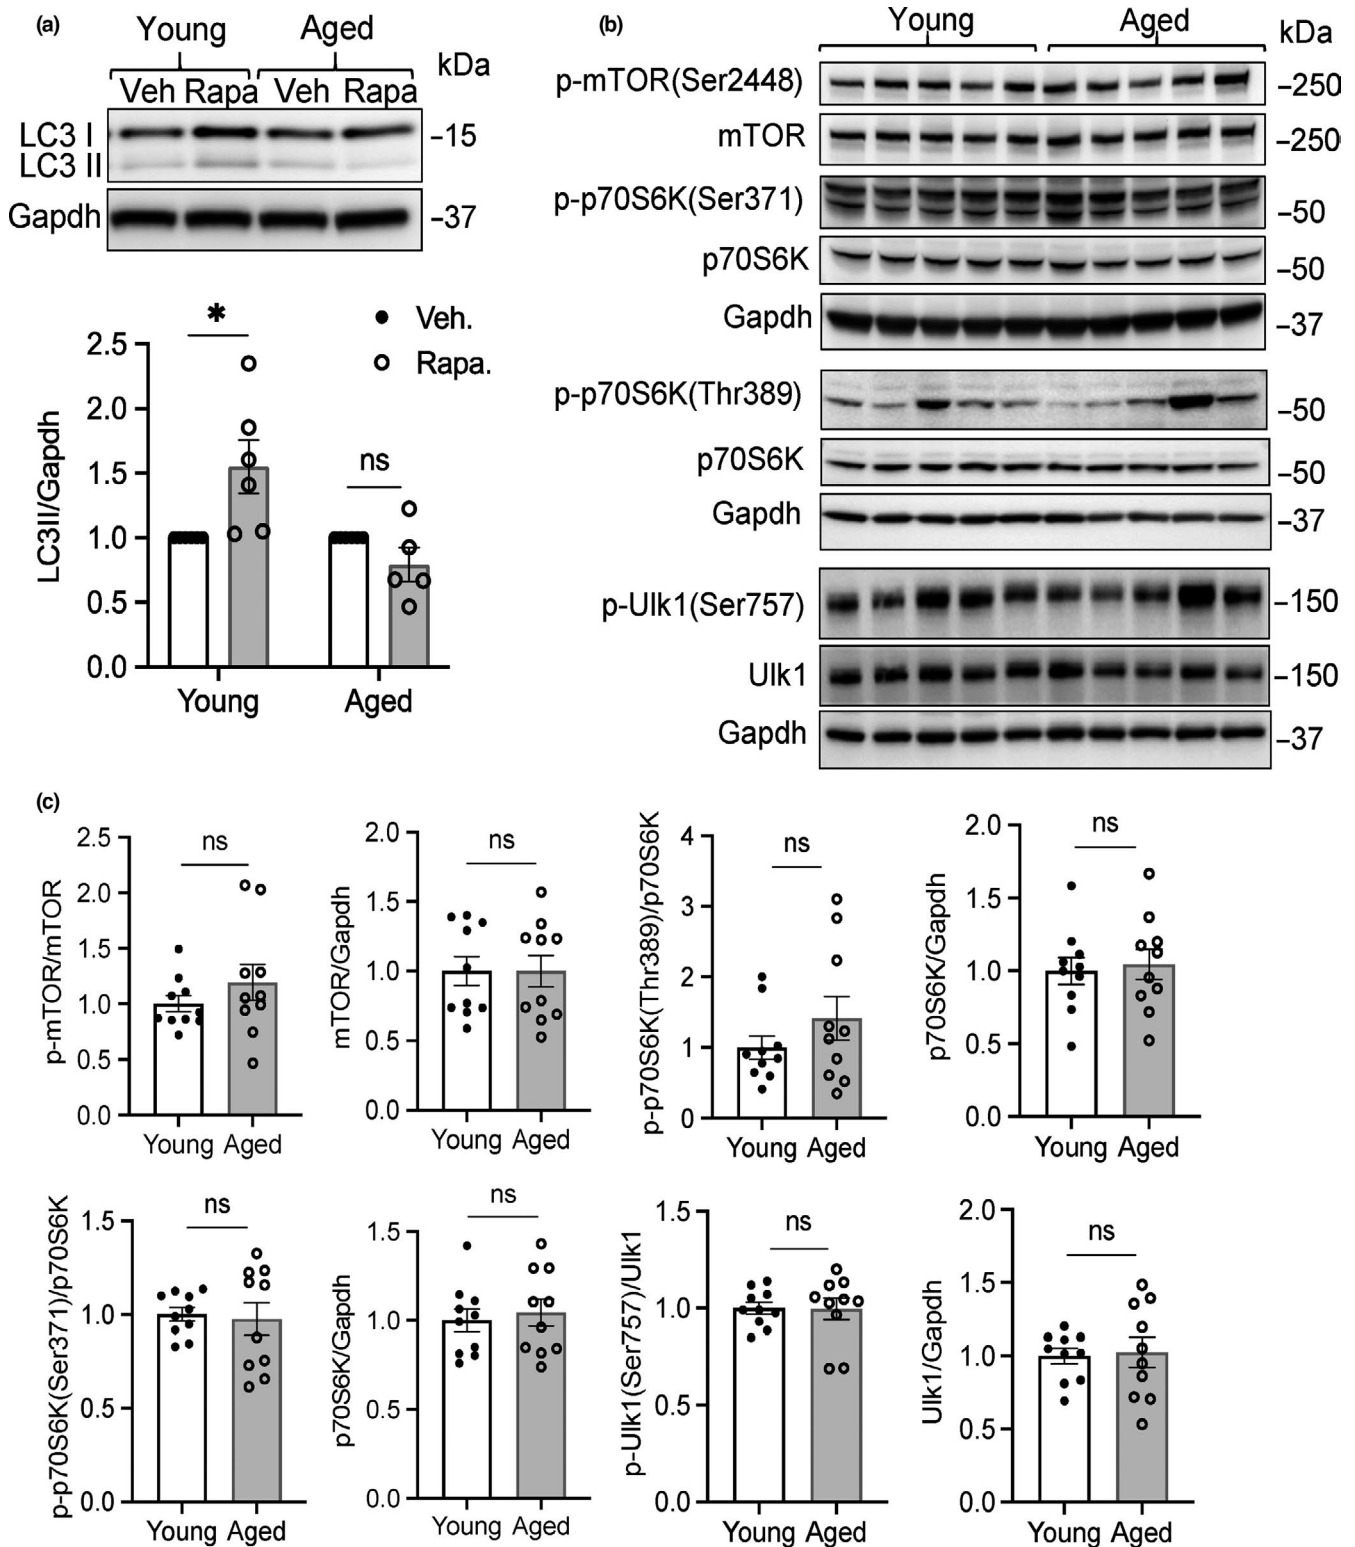 (a)
Young Aged
kDa
Veh Rapa Veh Rapa
LC3 I
–15
LC3 II
Gapdh
–37
*
● Veh.
○ Rapa.
ns
LC3II/Gapdh
2.5
2.0
1.5
1.0
0.5
0.0
Young Aged
(b)
Young Aged
kDa
p-mTOR(Ser2448) –250
mTOR –250
p-p70S6K(Ser371) –50
p70S6K –50
Gapdh –37
p-p70S6K(Thr389) –50
p70S6K –50
Gapdh –37
p-Ulk1(Ser757) –150
Ulk1 –150
Gapdh –37
(c)
p-mTOR/mTOR
2.5
2.0
1.5
1.0
0.5
0.0
ns
Young Aged
mTOR/Gapdh
2.0
1.5
1.0
0.5
0.0
ns
Young Aged
p-p70S6K(Thr389)/p70S6K
4
3
2
1
0
ns
Young Aged
p70S6K/Gapdh
2.0
1.5
1.0
0.5
0.0
ns
Young Aged
p-p70S6K(Ser371)/p70S6K
1.5
1.0
0.5
0.0
ns
Young Aged
p70S6K/Gapdh
1.5
1.0
0.5
0.0
ns
Young Aged
p-Ulk1(Ser757)/Ulk1
1.5
1.0
0.5
0.0
ns
Young Aged
Ulk1/Gapdh
2.0
1.5
1.0
0.5
0.0
ns
Young Aged